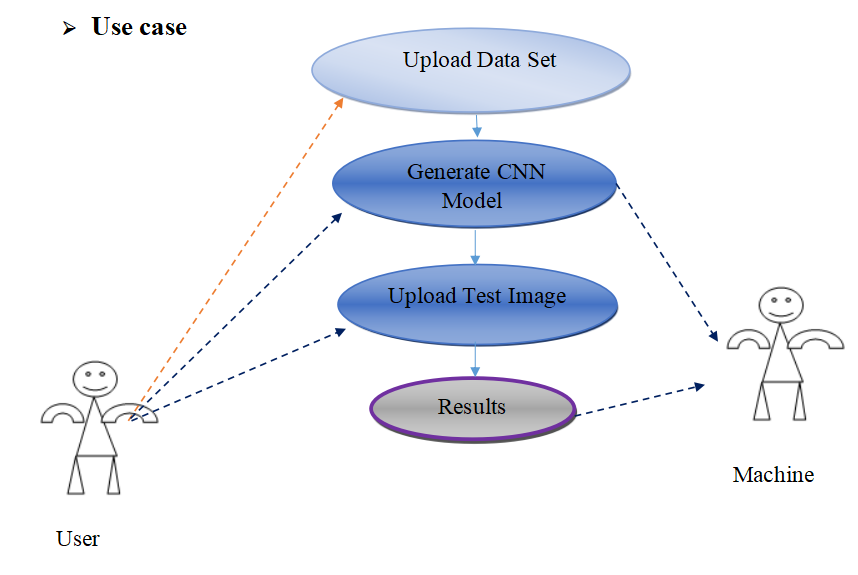 Use case
Upload Data Set
Generate CNN
Model
Upload Test Image
Results
Machine
User